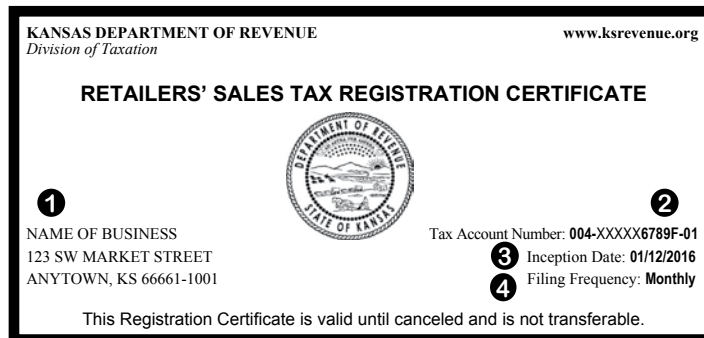 KANSAS DEPARTMENT OF REVENUE www.ksrevenue.org
Division of Taxation
RETAILERS’ SALES TAX REGISTRATION CERTIFICATE
DEPARTMENT OF REVENUE
STATE OF KANSAS
1 2
NAME OF BUSINESS Tax Account Number: 004-XXXXX6789F-01
123 SW MARKET STREET 3 Inception Date: 01/12/2016
ANYTOWN, KS 66661-1001 4 Filing Frequency: Monthly
This Registration Certificate is valid until canceled and is not transferable.